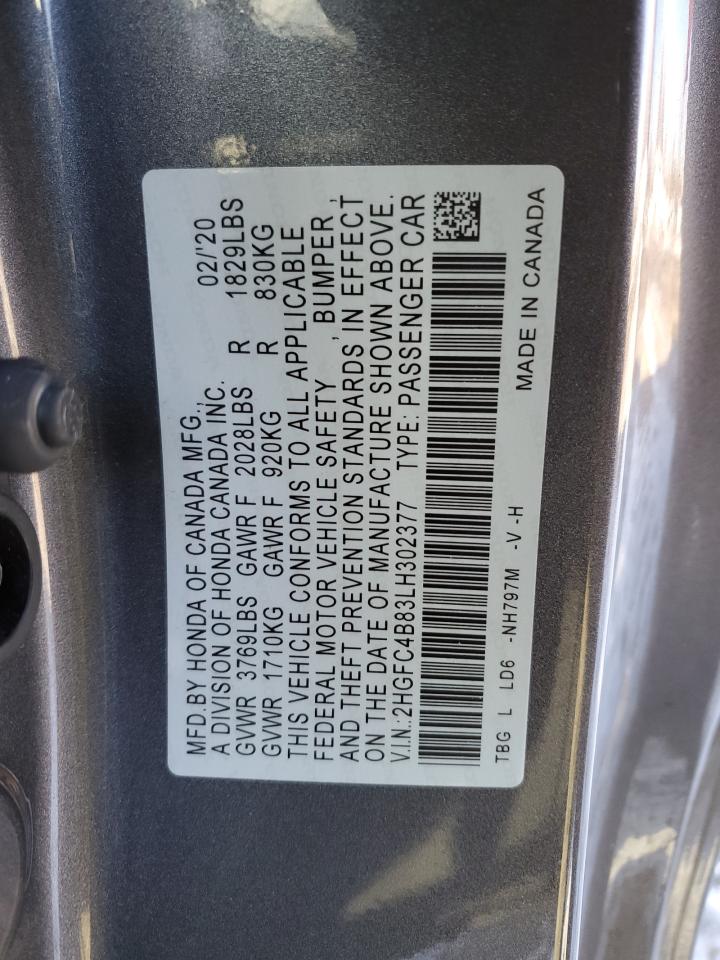 MFD.BY HONDA OF CANADA MFG., 02/'20
A DIVISION OF HONDA CANADA INC.
GVWR 3769LBS GAWR F 2028LBS R 1829LBS
GVWR 1710KG GAWR F 920KG R 830KG
THIS VEHICLE CONFORMS TO ALL APPLICABLE
FEDERAL MOTOR VEHICLE SAFETY , BUMPER ,
AND THEFT PREVENTION STANDARDS IN EFFECT
ON THE DATE OF MANUFACTURE SHOWN ABOVE.
V.I.N.:2HGFC4B83LH302377 TYPE: PASSENGER CAR
TBG L LD6 -NH797M -V -H
MADE IN CANADA